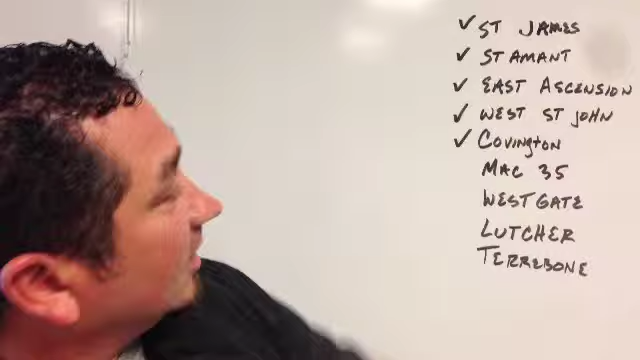 ✓ ST JAMES
✓ ST AMANT
✓ EAST ASCENSION
✓ WEST ST JOHN
✓ COVINGTON
MAC 35
WESTGATE
LUTCHER
TERREBONE